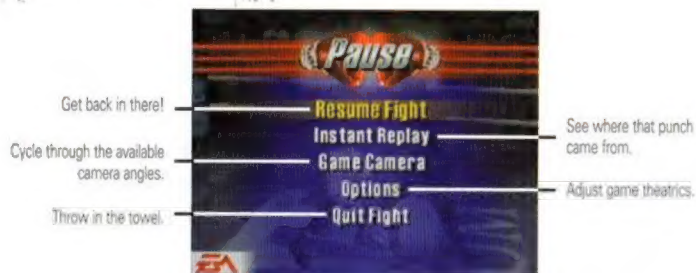 Pause
Get back in there!
Resume Fight
Instant Replay
See where that punch
came from.
Cycle through the available
camera angles.
Game Camera
Options
Adjust game theatrics.
Throw in the towel.
Quit Fight
EA